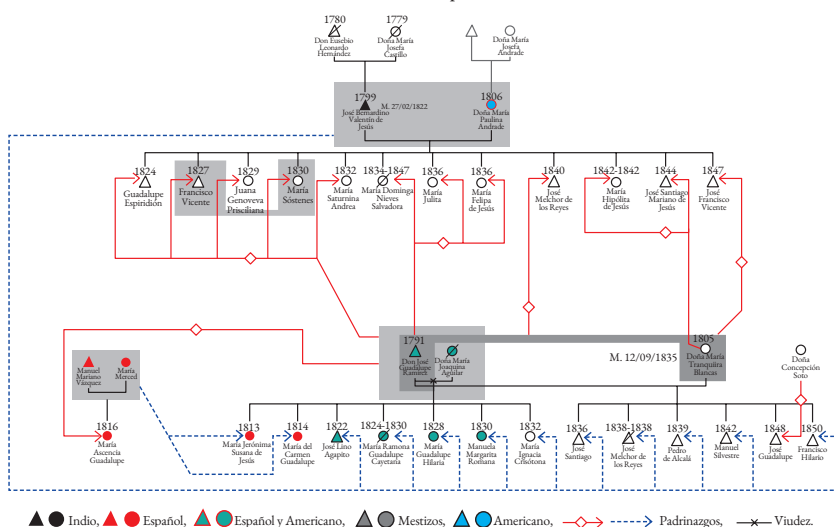 1780
Don Eusebio
Leonardo
Hernández
1779
Doña María
Josefa
Castillo
Doña María
Josefa
Andrade
1799
José Bernardino
Valentín de
Jesús
M. 27/02/1822
1806
Doña María
Paulina
Andrade
1824
Guadalupe
Espiridión
1827
Francisco
Vicente
1829
Juana
Genoveva
Prisciliana
1830
María
Sóstenes
1832
María
Saturnina
Andrea
1834-1847
María Dominga
Nieves
Salvadora
1836
María
Julita
1836
María
Felipa
de Jesús
1840
José
Melchor de
los Reyes
1842-1842
María
Hipólita
de Jesús
1844
José Santiago
Mariano de
Jesús
1847
José
Francisco
Vicente
Manuel
Mariano
Vázquez
María
Merced
1791
Don José
Guadalupe
Ramírez
Doña María
Joaquina
Aguilar
M. 12/09/1835
1805
Doña María
Tranquira
Blancas
Doña
Concepción
Soto
1816
María
Ascencia
Guadalupe
1813
María Jerónima
Susana de
Jesús
1814
María del
Carmen
Guadalupe
1822
José Lino
Agapito
1824-1830
María Ramona
Guadalupe
Cayetana
1828
María
Guadalupe
Hilaria
1830
Manuela
Margarita
Romana
1832
María
Ignacia
Crisótona
1836
José
Santiago
1838-1838
José
Melchor de
los Reyes
1839
Pedro
de Alcalá
1842
Manuel
Silvestre
1848
José
Guadalupe
1850
Francisco
Hilario
Indio, Español, Español y Americano, Mestizos, Americano, Padrinazgos, Viudez.